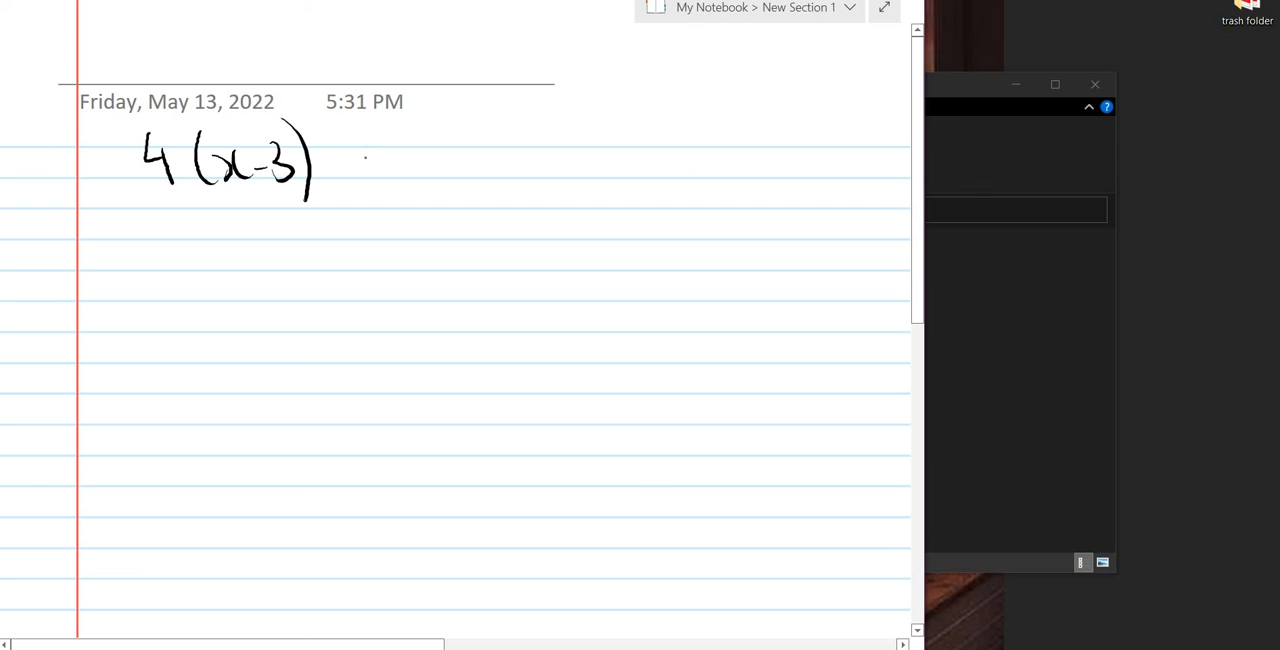 My Notebook > New Section 1
trash folder
Friday, May 13, 2022 5:31 PM
4(x-3)